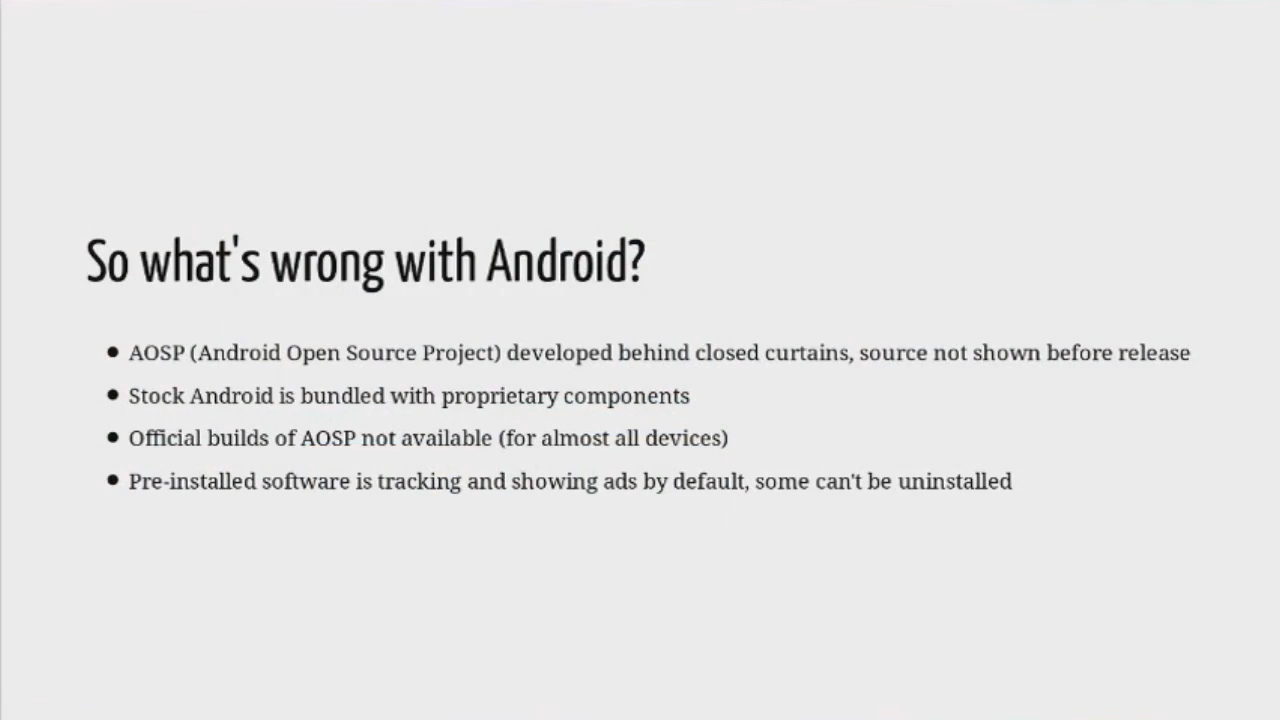 So what's wrong with Android?
● AOSP (Android Open Source Project) developed behind closed curtains, source not shown before release
● Stock Android is bundled with proprietary components
● Official builds of AOSP not available (for almost all devices)
● Pre-installed software is tracking and showing ads by default, some can't be uninstalled